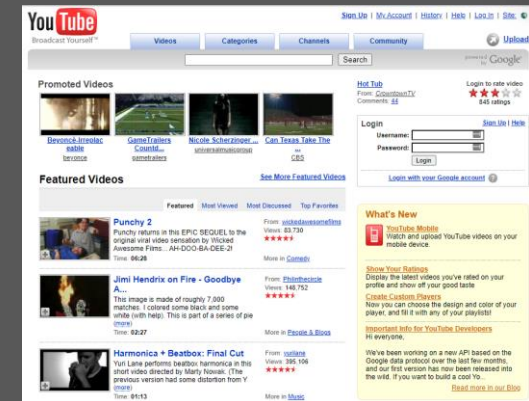 You Tube
Broadcast Yourself ™
Sign Up | My Account | History | Help | Log In | Site:
Videos
Categories
Channels
Community
Upload
Search
powered by Google
Promoted Videos
Beyoncé-Irreplac
eable
beyonce
GameTrailers
Countd...
gametrailers
Nicole Scherzinger ...
universalmusicgroup
Can Texas Take The
...
CBS
Hot Tub
From: CrowntownTV
Comments: 44
Login to rate video
845 ratings
Login
Sign Up | Help
Username:
Password:
Login
Login with your Google account
Featured Videos
See More Featured Videos
Featured
Most Viewed
Most Discussed
Top Favorites
Punchy 2
Punchy returns in this EPIC SEQUEL to the
original viral video sensation by Wicked
Awesome Films... AH-DOO-BA-DEE-2!
Time: 06:26
From: wickedawesomefilms
Views: 83,730
More in Comedy
Jimi Hendrix on Fire - Goodbye
A...
This image is made of roughly 7,000
matches. I colored some black and some
white (with help). This is part of a series of pie
(more)
Time: 02:27
From: Philinthecircle
Views: 148,752
More in People & Blogs
Harmonica + Beatbox: Final Cut
Yuri Lane performs beatbox harmonica in this
short video directed by Marty Nowak. (The
previous version had some distortion from Y
(more)
Time: 01:13
From: yurilane
Views: 395,106
More in Music
What's New
YouTube Mobile
Watch and upload YouTube videos on your
mobile device.
Show Your Ratings
Display the latest videos you've rated on your
profile and show off your good taste
Create Custom Players
Now you can choose the design and color of your
player, and fill it with any of your playlists!
Important Info for YouTube Developers
Hi everyone,
We've been working on a new API based on the
Google data protocol over the last few months,
and our first version has now been released into
the wild. If you want to build a cool Yo...
Read more in our Blog